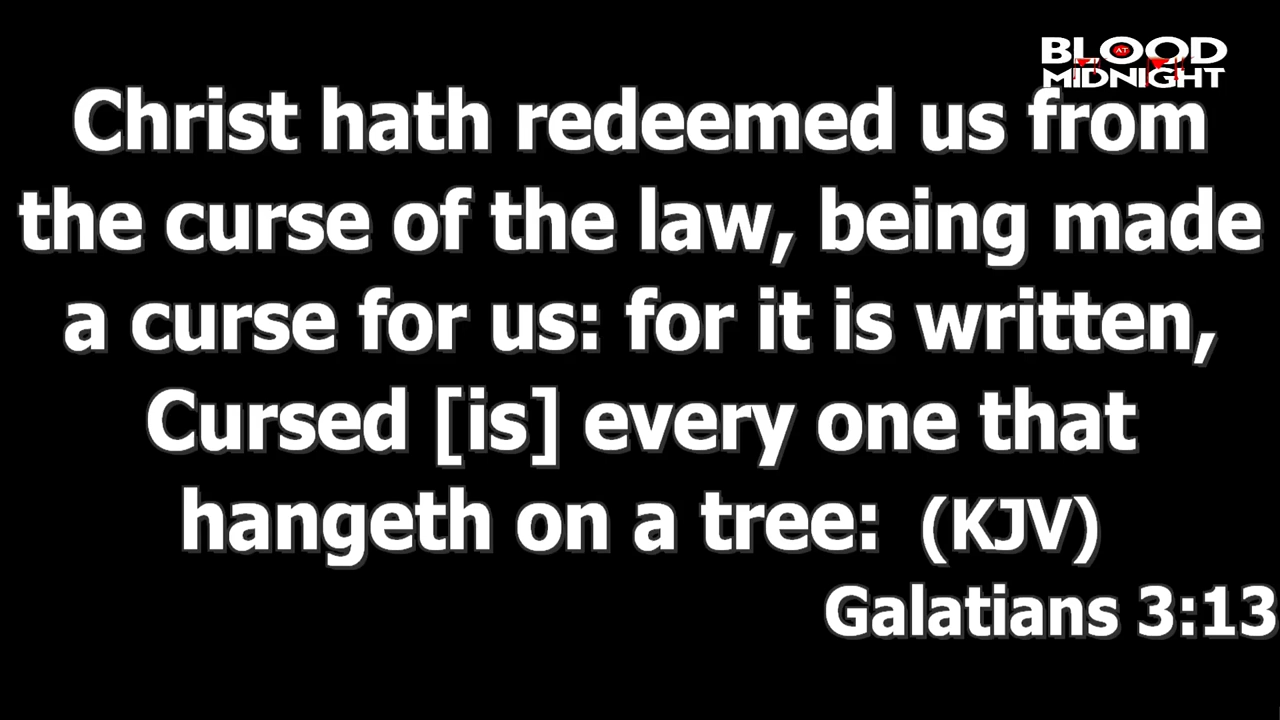 BLOOD
AT
MIDNIGHT
Christ hath redeemed us from
the curse of the law, being made
a curse for us: for it is written,
Cursed [is] every one that
hangeth on a tree: (KJV)
Galatians 3:13